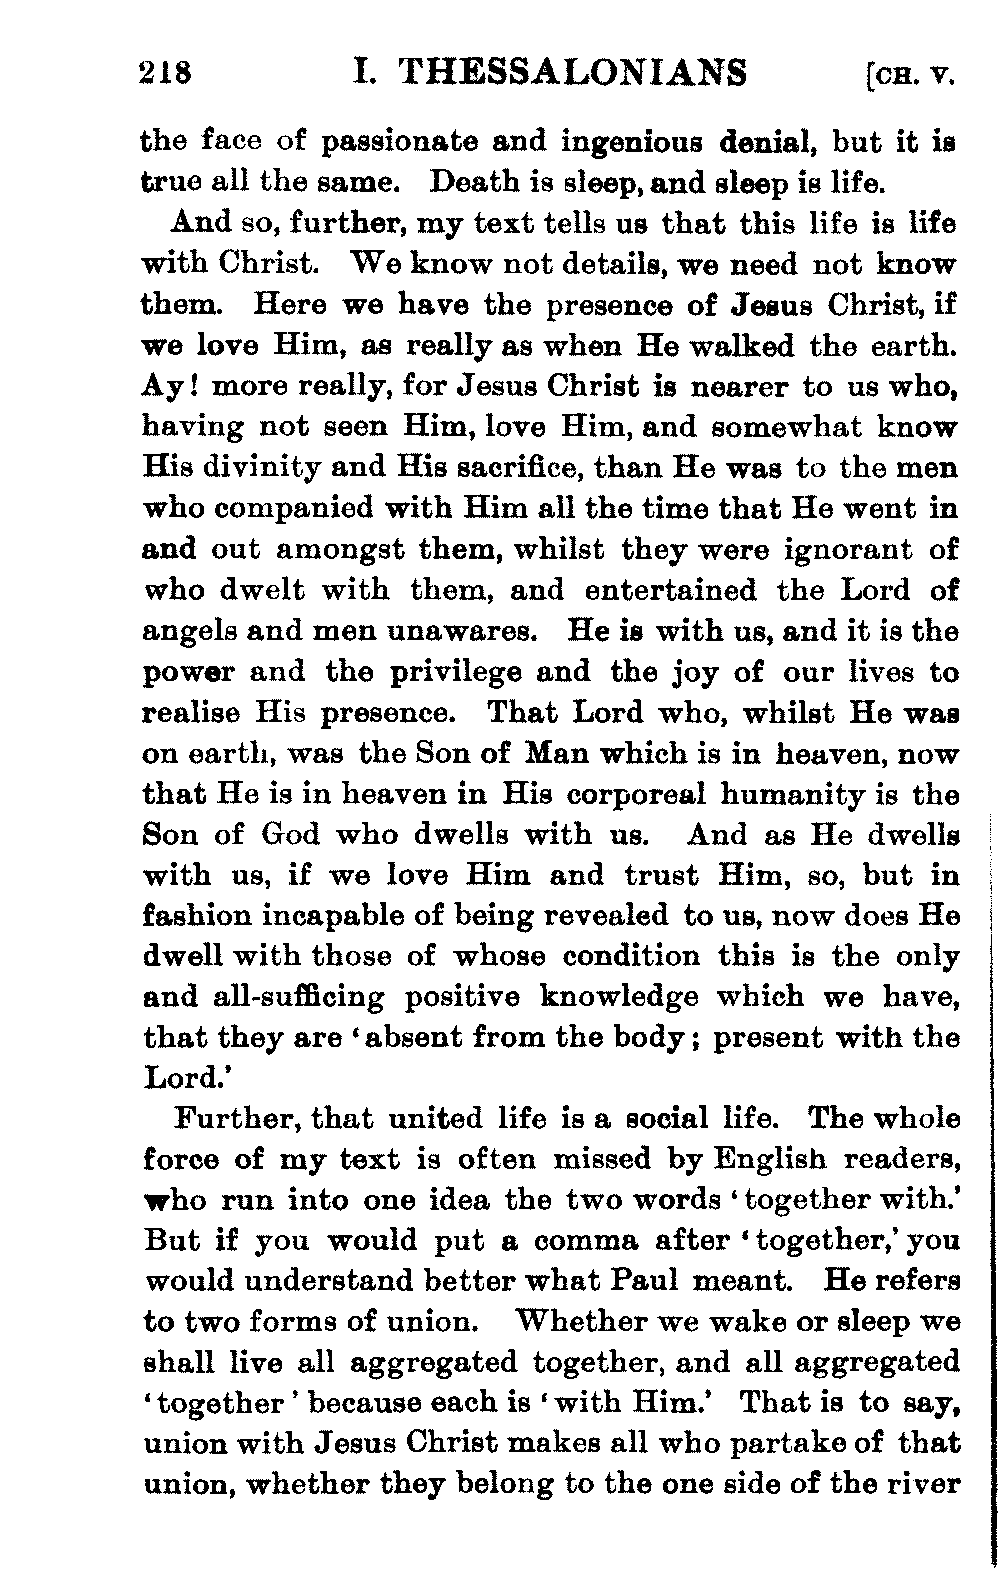 218 I. THESSALONIANS [CH. V.
the face of passionate and ingenious denial, but it is
true all the same. Death is sleep, and sleep is life.
And so, further, my text tells us that this life is life
with Christ. We know not details, we need not know
them. Here we have the presence of Jesus Christ, if
we love Him, as really as when He walked the earth.
Ay! more really, for Jesus Christ is nearer to us who,
having not seen Him, love Him, and somewhat know
His divinity and His sacrifice, than He was to the men
who companied with Him all the time that He went in
and out amongst them, whilst they were ignorant of
who dwelt with them, and entertained the Lord of
angels and men unawares. He is with us, and it is the
power and the privilege and the joy of our lives to
realise His presence. That Lord who, whilst He was
on earth, was the Son of Man which is in heaven, now
that He is in heaven in His corporeal humanity is the
Son of God who dwells with us. And as He dwells
with us, if we love Him and trust Him, so, but in
fashion incapable of being revealed to us, now does He
dwell with those of whose condition this is the only
and all-sufficing positive knowledge which we have,
that they are ‘absent from the body; present with the
Lord.’
Further, that united life is a social life. The whole
force of my text is often missed by English readers,
who run into one idea the two words ‘together with.’
But if you would put a comma after ‘together,’ you
would understand better what Paul meant. He refers
to two forms of union. Whether we wake or sleep we
shall live all aggregated together, and all aggregated
‘together’ because each is ‘with Him.’ That is to say,
union with Jesus Christ makes all who partake of that
union, whether they belong to the one side of the river